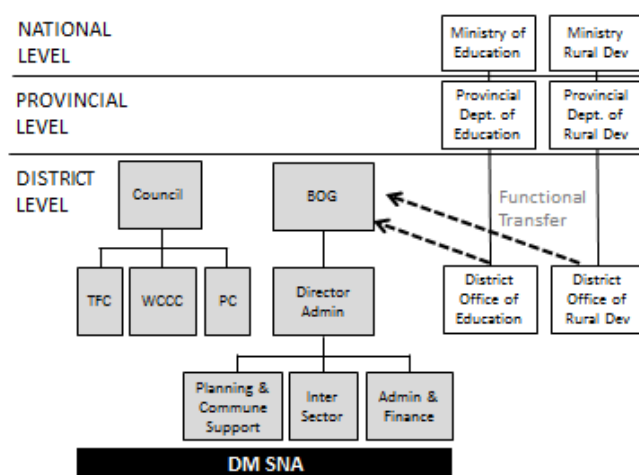 NATIONAL
LEVEL
Ministry of
Education
Ministry
Rural Dev
PROVINCIAL
LEVEL
Provincial
Dept. of
Education
Provincial
Dept. of
Rural Dev
DISTRICT
LEVEL
Council
BOG
Functional
Transfer
TFC
WCCC
PC
Director
Admin
District
Office of
Education
District
Office of
Rural Dev
Planning &
Commune
Support
Inter
Sector
Admin &
Finance
DM SNA